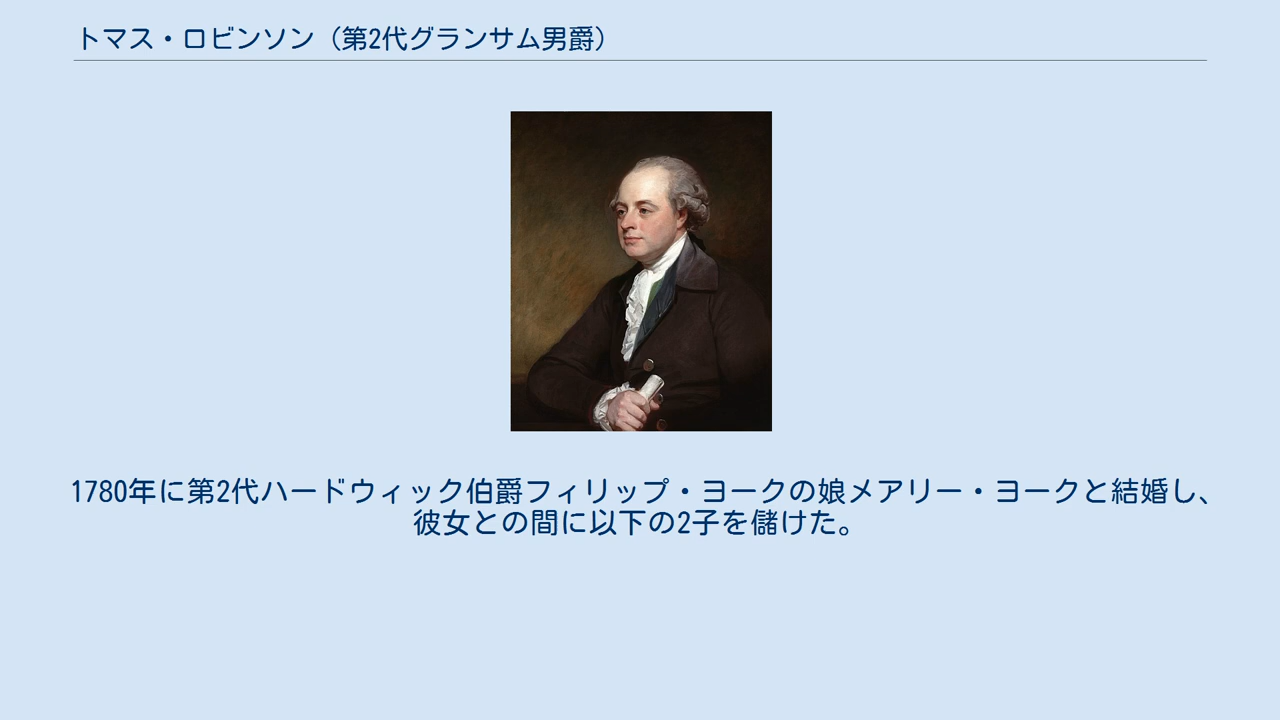 トマス・ロビンソン（第2代グランサム男爵）
1780年に第2代ハードウィック伯爵フィリップ・ヨークの娘メアリー・ヨークと結婚し、
彼女との間に以下の2子を儲けた。